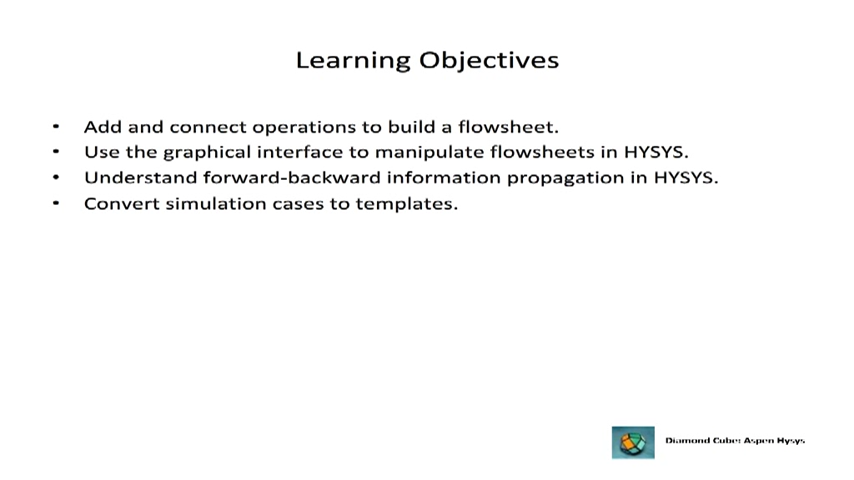 Learning Objectives
• Add and connect operations to build a flowsheet.
• Use the graphical interface to manipulate flowsheets in HYSYS.
• Understand forward-backward information propagation in HYSYS.
• Convert simulation cases to templates.
Diamond Cube: Aspen Hysys